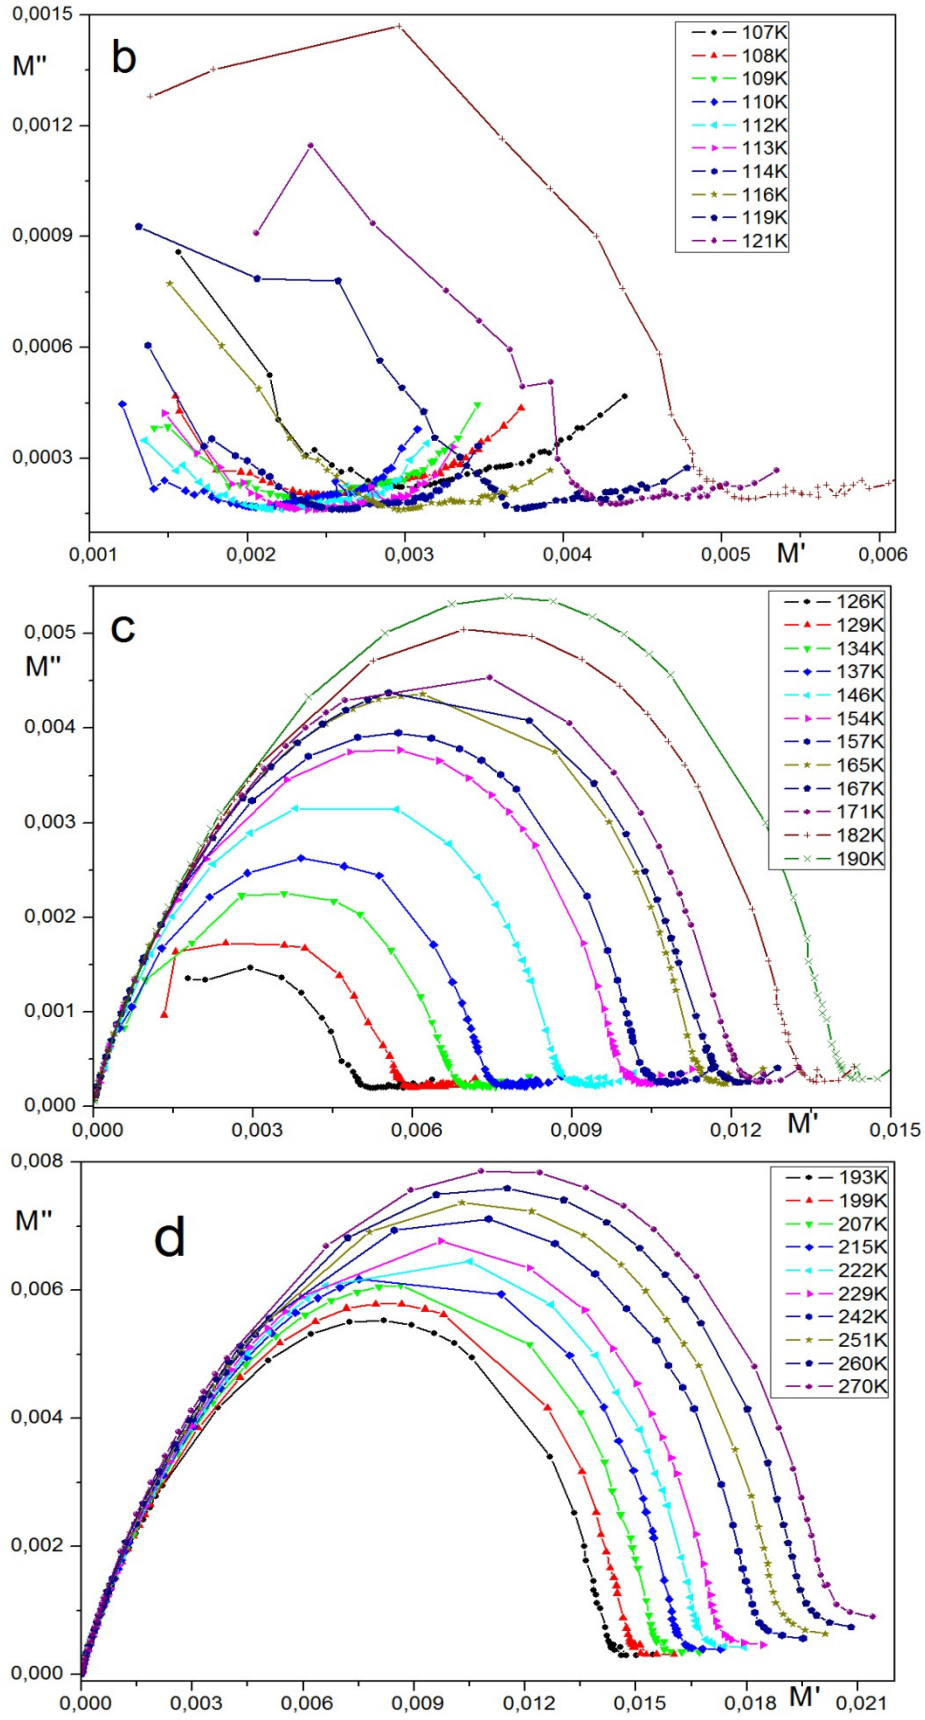 0,0015
M''
b
107K
108K
109K
110K
112K
113K
114K
116K
119K
121K
0,0012
0,0009
0,0006
0,0003
0,001
0,002
0,003
0,004
0,005
M'
0,006
c
0,005
M''
126K
129K
134K
137K
146K
154K
157K
165K
167K
171K
182K
190K
0,004
0,003
0,002
0,001
0,000
0,000
0,003
0,006
0,009
0,012
M'
0,015
0,008
M''
d
193K
199K
207K
215K
222K
229K
242K
251K
260K
270K
0,006
0,004
0,002
0,000
0,000
0,003
0,006
0,009
0,012
0,015
0,018
M'
0,021